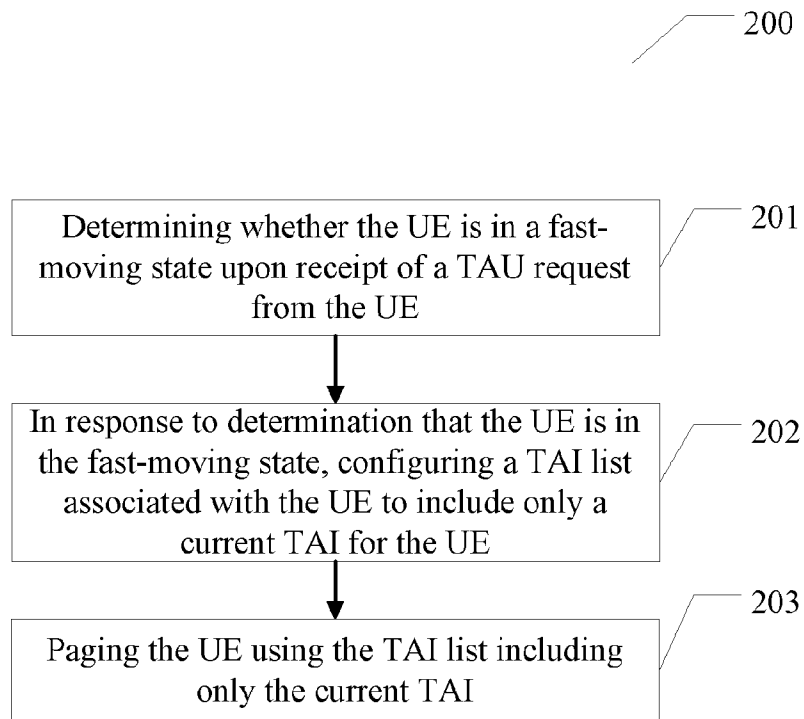 200
Determining whether the UE is in a fast-
moving state upon receipt of a TAU request
from the UE
201
In response to determination that the UE is in
the fast-moving state, configuring a TAI list
associated with the UE to include only a
current TAI for the UE
202
Paging the UE using the TAI list including
only the current TAI
203